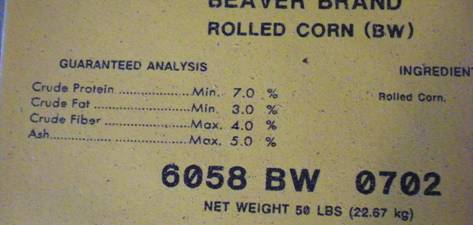 BEAVER BRAND
ROLLED CORN (BW)
GUARANTEED ANALYSIS
Crude Protein ..................Min. 7.0 %
Crude Fat ........................Min. 3.0 %
Crude Fiber .....................Max. 4.0 %
Ash...................................Max. 5.0 %
INGREDIEN
Rolled Corn.
6058 BW 0702
NET WEIGHT 50 LBS (22.67 kg)